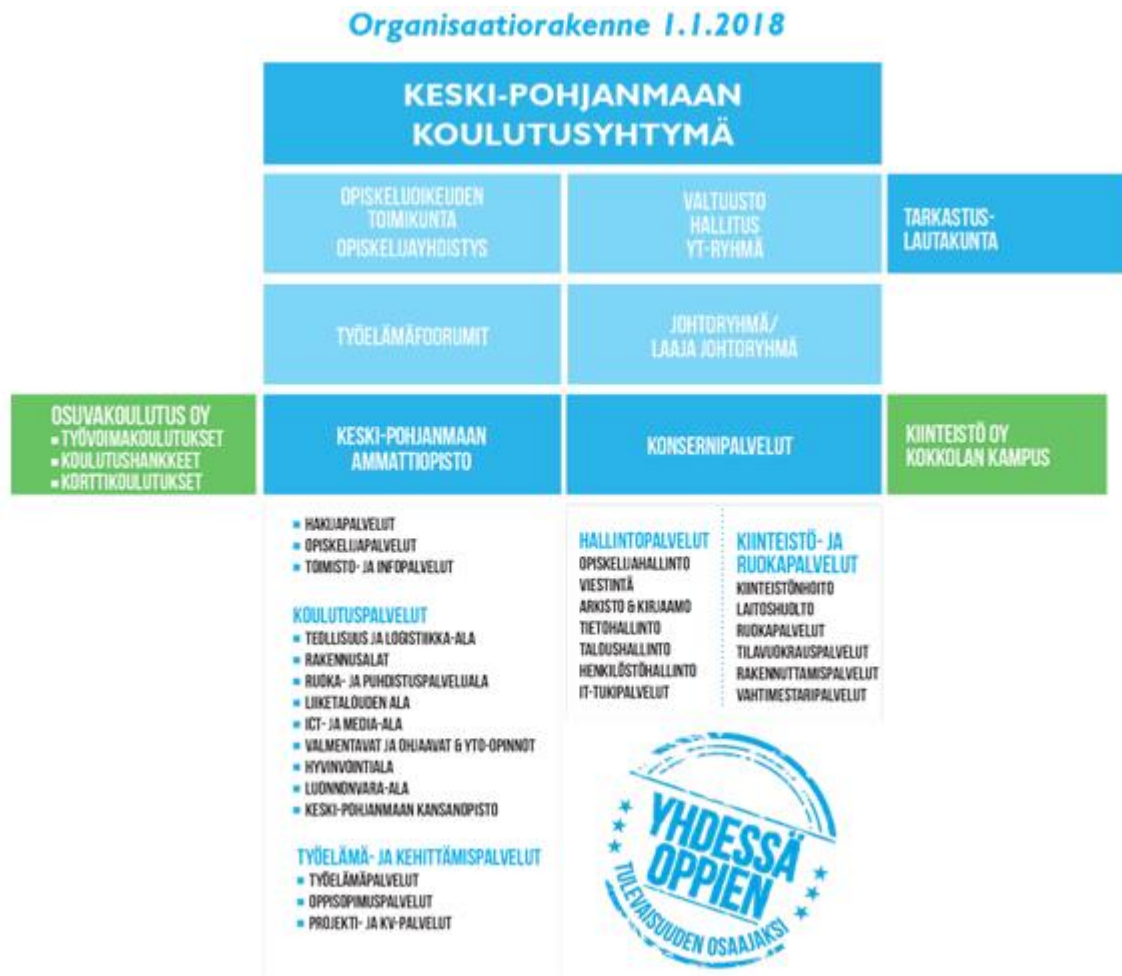 Organisaatiorakenne 1.1.2018
KESKI-POHJANMAAN
KOULUTUSYHTYMÄ
OPISKELUOIKEUDEN
TOIMIKUNTA
OPISKELIJAYHDISTYS
VALTUUSTO
HALLITUS
YT-RYHMÄ
TARKASTUS-
LAUTAKUNTA
TYÖELÄMÄFOORUMIT
JOHTORYHMÄ/
LAAJA JOHTORYHMÄ
OSUVAKOULUTUS OY
▪ TYÖVOIMAKOULUTUKSET
▪ KOULUTUSHANKKEET
▪ KORTTIKOULUTUKSET
KESKI-POHJANMAAN
AMMATTIOPISTO
KONSERNIPALVELUT
KIINTEISTÖ OY
KOKKOLAN KAMPUS
▪ HAKIJAPALVELUT
▪ OPISKELIJAPALVELUT
▪ TOIMISTO- JA INFOPALVELUT
KOULUTUSPALVELUT
▪ TEOLLISUUS JA LOGISTIIKKA-ALA
▪ RAKENNUSALAT
▪ RUOKA- JA PUHDISTUSPALVELUALA
▪ LIIKETALOUDEN ALA
▪ ICT- JA MEDIA-ALA
▪ VALMENTAVAT JA OHJAAVAT & YTO-OPINNOT
▪ HYVINVOINTIALA
▪ LUONNONVARA-ALA
▪ KESKI-POHJANMAAN KANSANOPISTO
TYÖELÄMÄ- JA KEHITTÄMISPALVELUT
▪ TYÖELÄMÄPALVELUT
▪ OPPISOPIMUSPALVELUT
▪ PROJEKTI- JA KV-PALVELUT
HALLINTOPALVELUT
OPISKELIJAHALLINTO
VIESTINTÄ
ARKISTO & KIRJAAMO
TIETOHALLINTO
TALOUSHALLINTO
HENKILÖSTÖHALLINTO
IT-TUKIPALVELUT
KIINTEISTÖ- JA
RUOKAPALVELUT
KIINTEISTÖNHOITO
LAITOSHUOLTO
RUOKAPALVELUT
TILAVUOKRAUSPALVELUT
RAKENNUTTAMISPALVELUT
VAHTIMESTARIPALVELUT
YHDESSÄ
OPPIEN
TULEVAISUUDEN OSAAJAKSI